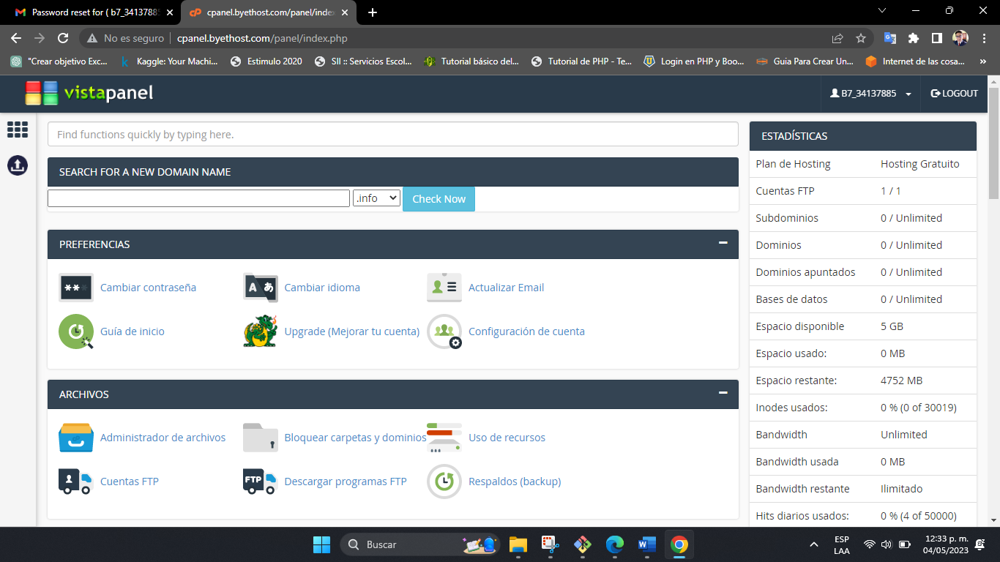 Password reset for ( b7_34137885
cpanel.byethost.com/panel/index
No es seguro
cpanel.byethost.com/panel/index.php
"Crear objetivo Exc...
Kaggle: Your Machi...
Estimulo 2020
SII :: Servicios Escol...
Tutorial básico del...
Tutorial de PHP - Te...
Login en PHP y Boo...
Guia Para Crear Un...
Internet de las cosa...
»
vistapanel
B7_34137885
LOGOUT
Find functions quickly by typing here.
SEARCH FOR A NEW DOMAIN NAME
.info
Check Now
PREFERENCIAS
Cambiar contraseña
Cambiar idioma
Actualizar Email
Guía de inicio
Upgrade (Mejorar tu cuenta)
Configuración de cuenta
ARCHIVOS
Administrador de archivos
Bloquear carpetas y dominios
Uso de recursos
Cuentas FTP
FTP
Descargar programas FTP
Respaldos (backup)
ESTADÍSTICAS
Plan de Hosting Hosting Gratuito
Cuentas FTP 1 / 1
Subdominios 0 / Unlimited
Dominios 0 / Unlimited
Dominios apuntados 0 / Unlimited
Bases de datos 0 / Unlimited
Espacio disponible 5 GB
Espacio usado: 0 MB
Espacio restante: 4752 MB
Inodes usados: 0 % (0 of 30019)
Bandwidth Unlimited
Bandwidth usada 0 MB
Bandwidth restante Ilimitado
Hits diarios usados: 0 % (4 of 50000)
Buscar
ESP
LAA
12:33 p. m.
04/05/2023